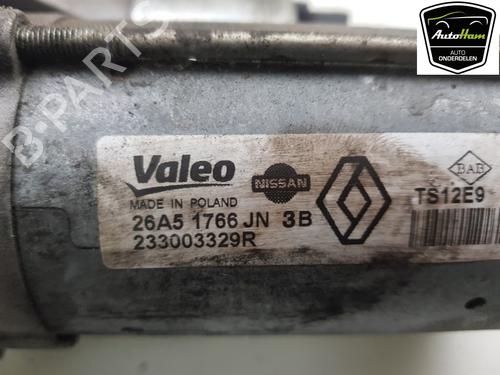 AutoHam
AUTO
ONDERDELEN
B-PARTS
Valeo
NISSAN
BAB
MADE IN POLAND
TS12E9
26A5 1766 JN 3B
233003329R